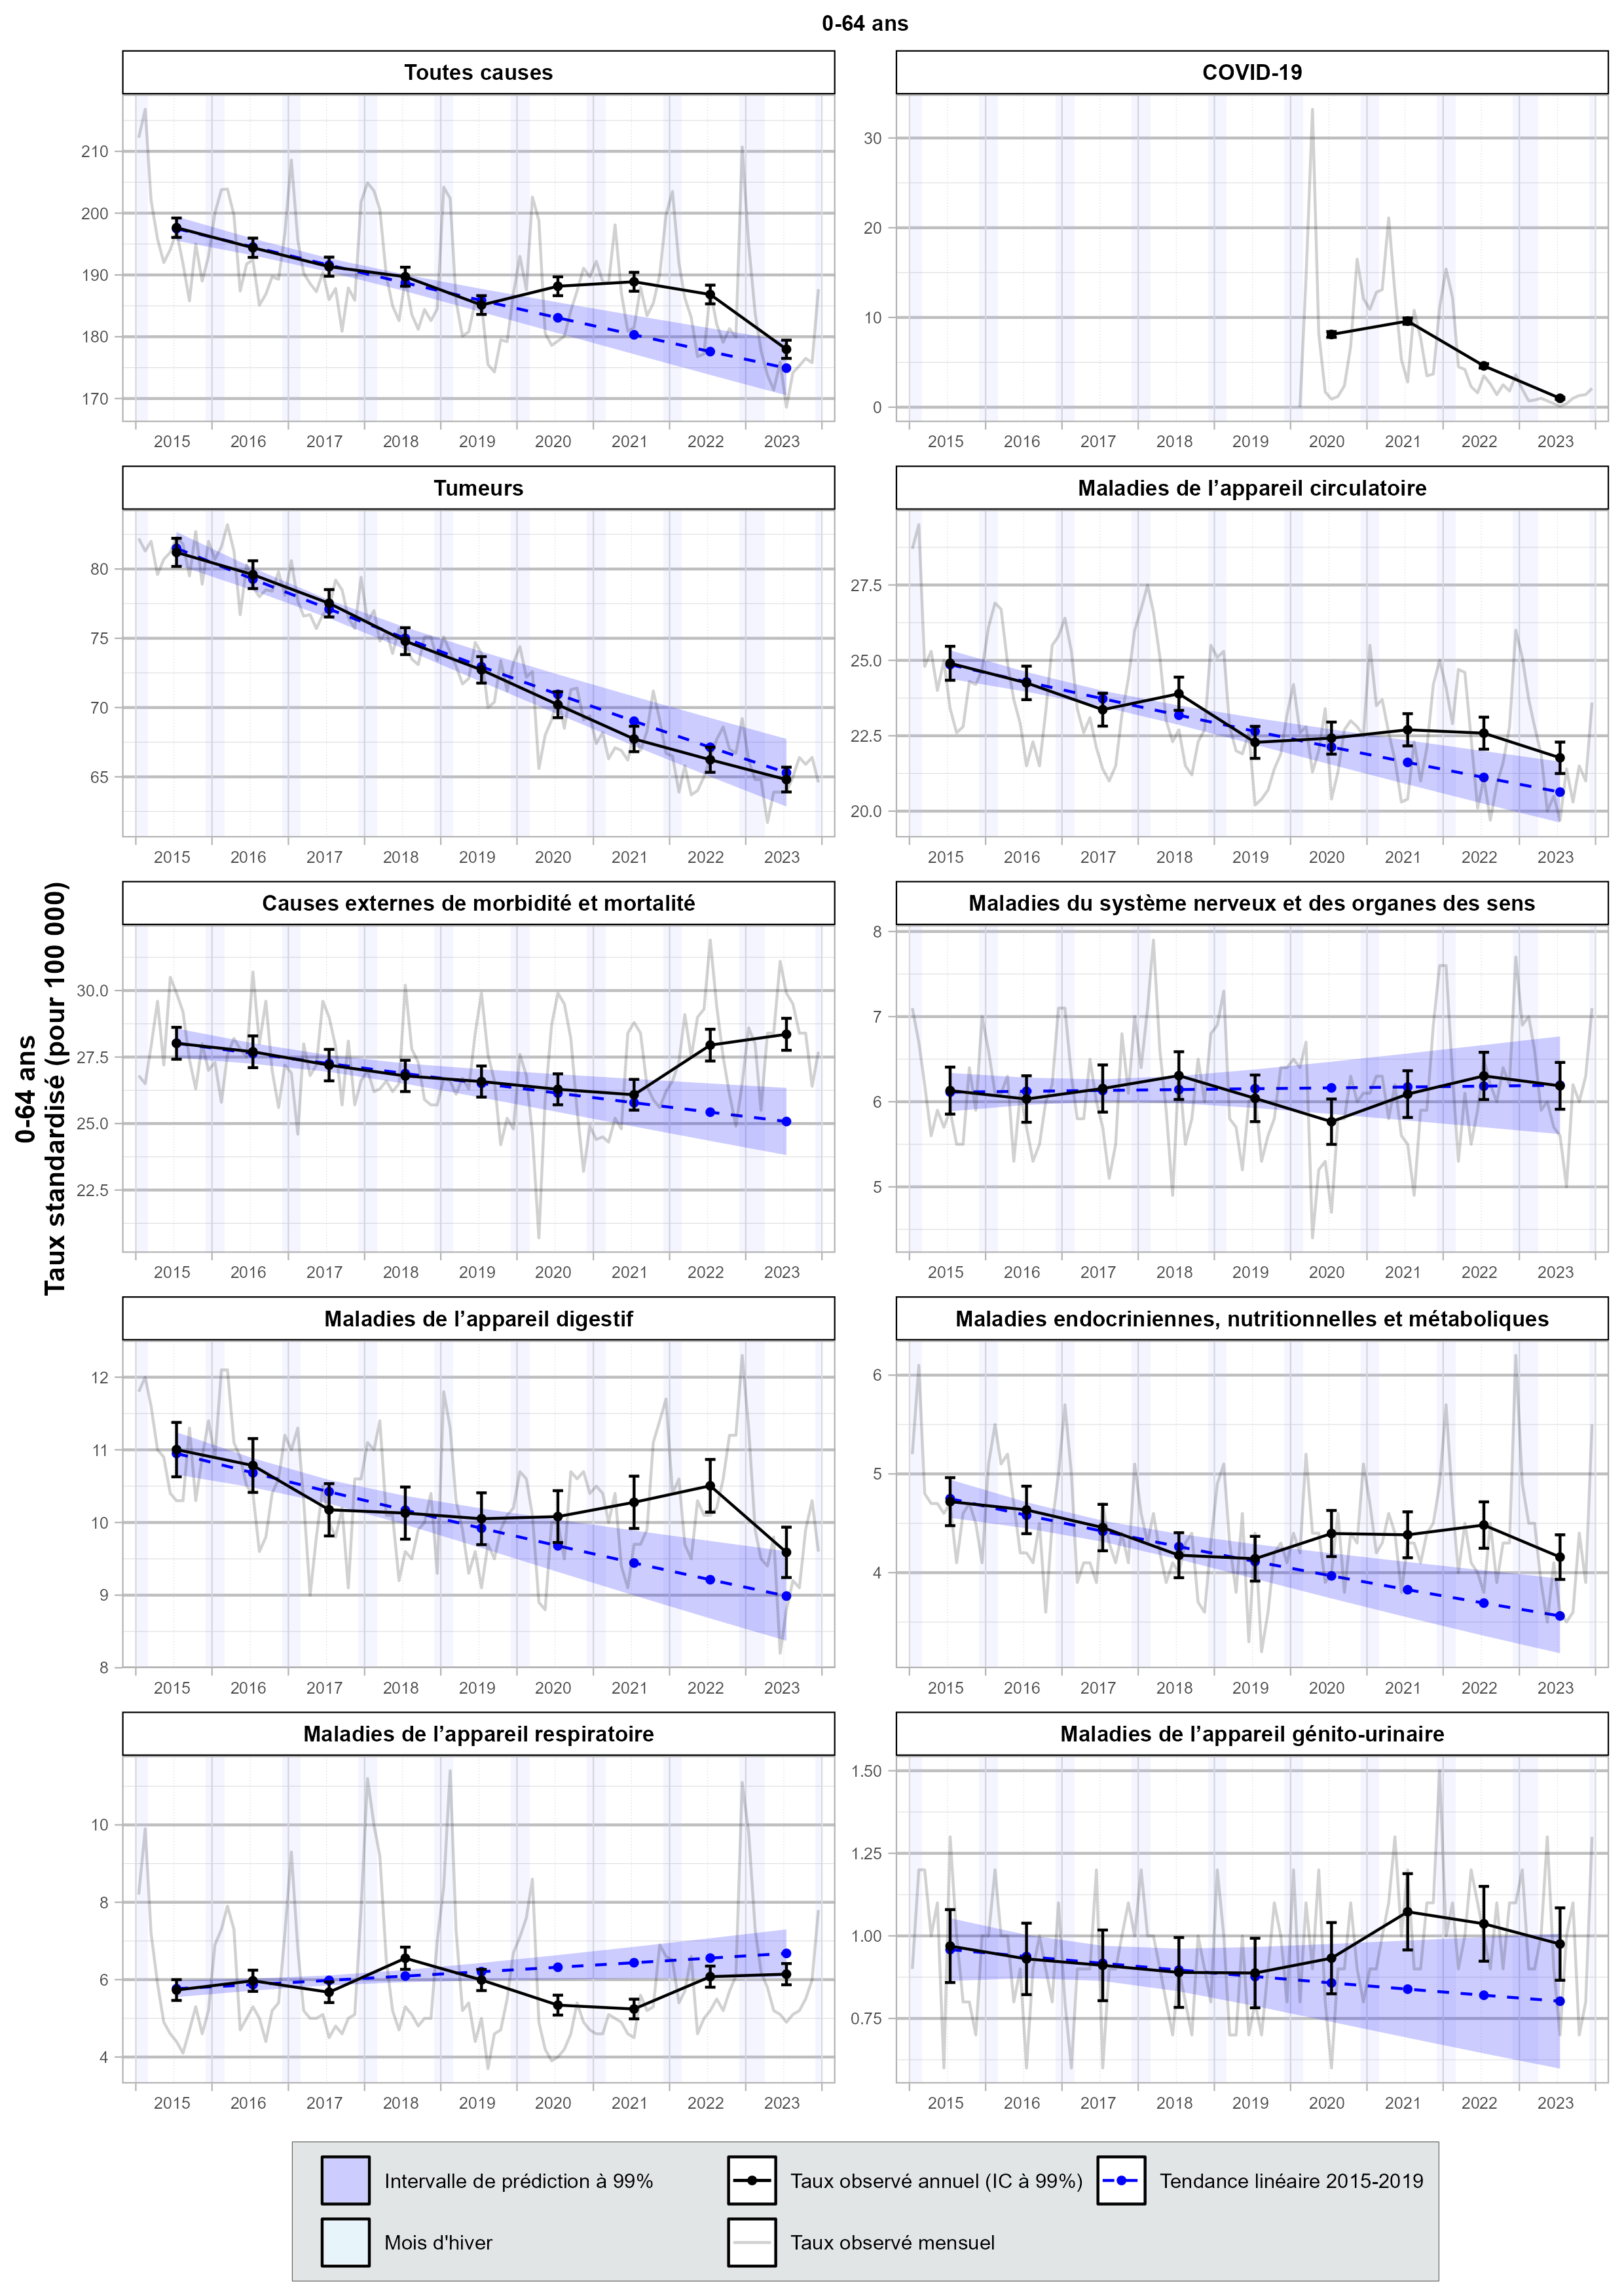 0-64 ans
Toutes causes
COVID-19
210
200
190
180
170
30
20
10
0
2015 2016 2017 2018 2019 2020 2021 2022 2023
2015 2016 2017 2018 2019 2020 2021 2022 2023
Tumeurs
Maladies de l’appareil circulatoire
80
75
70
65
27.5
25.0
22.5
20.0
2015 2016 2017 2018 2019 2020 2021 2022 2023
2015 2016 2017 2018 2019 2020 2021 2022 2023
0-64 ans
Taux standardisé (pour 100 000)
Causes externes de morbidité et mortalité
Maladies du système nerveux et des organes des sens
30.0
27.5
25.0
22.5
8
7
6
5
2015 2016 2017 2018 2019 2020 2021 2022 2023
2015 2016 2017 2018 2019 2020 2021 2022 2023
Maladies de l’appareil digestif
Maladies endocriniennes, nutritionnelles et métaboliques
12
11
10
9
8
6
5
4
2015 2016 2017 2018 2019 2020 2021 2022 2023
2015 2016 2017 2018 2019 2020 2021 2022 2023
Maladies de l’appareil respiratoire
Maladies de l’appareil génito-urinaire
10
8
6
4
1.50
1.25
1.00
0.75
2015 2016 2017 2018 2019 2020 2021 2022 2023
2015 2016 2017 2018 2019 2020 2021 2022 2023
Intervalle de prédiction à 99%
Taux observé annuel (IC à 99%)
Tendance linéaire 2015-2019
Mois d'hiver
Taux observé mensuel